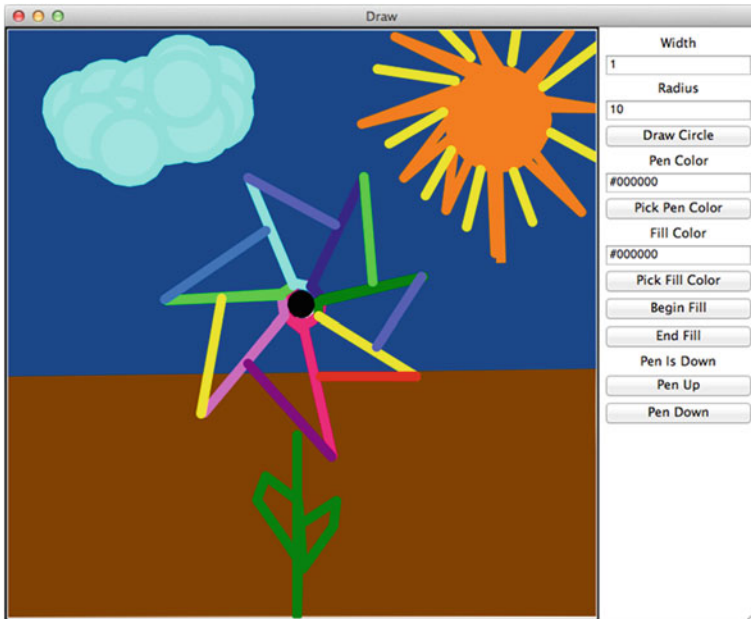 Draw
Width
1
Radius
10
Draw Circle
Pen Color
#000000
Pick Pen Color
Fill Color
#000000
Pick Fill Color
Begin Fill
End Fill
Pen Is Down
Pen Up
Pen Down